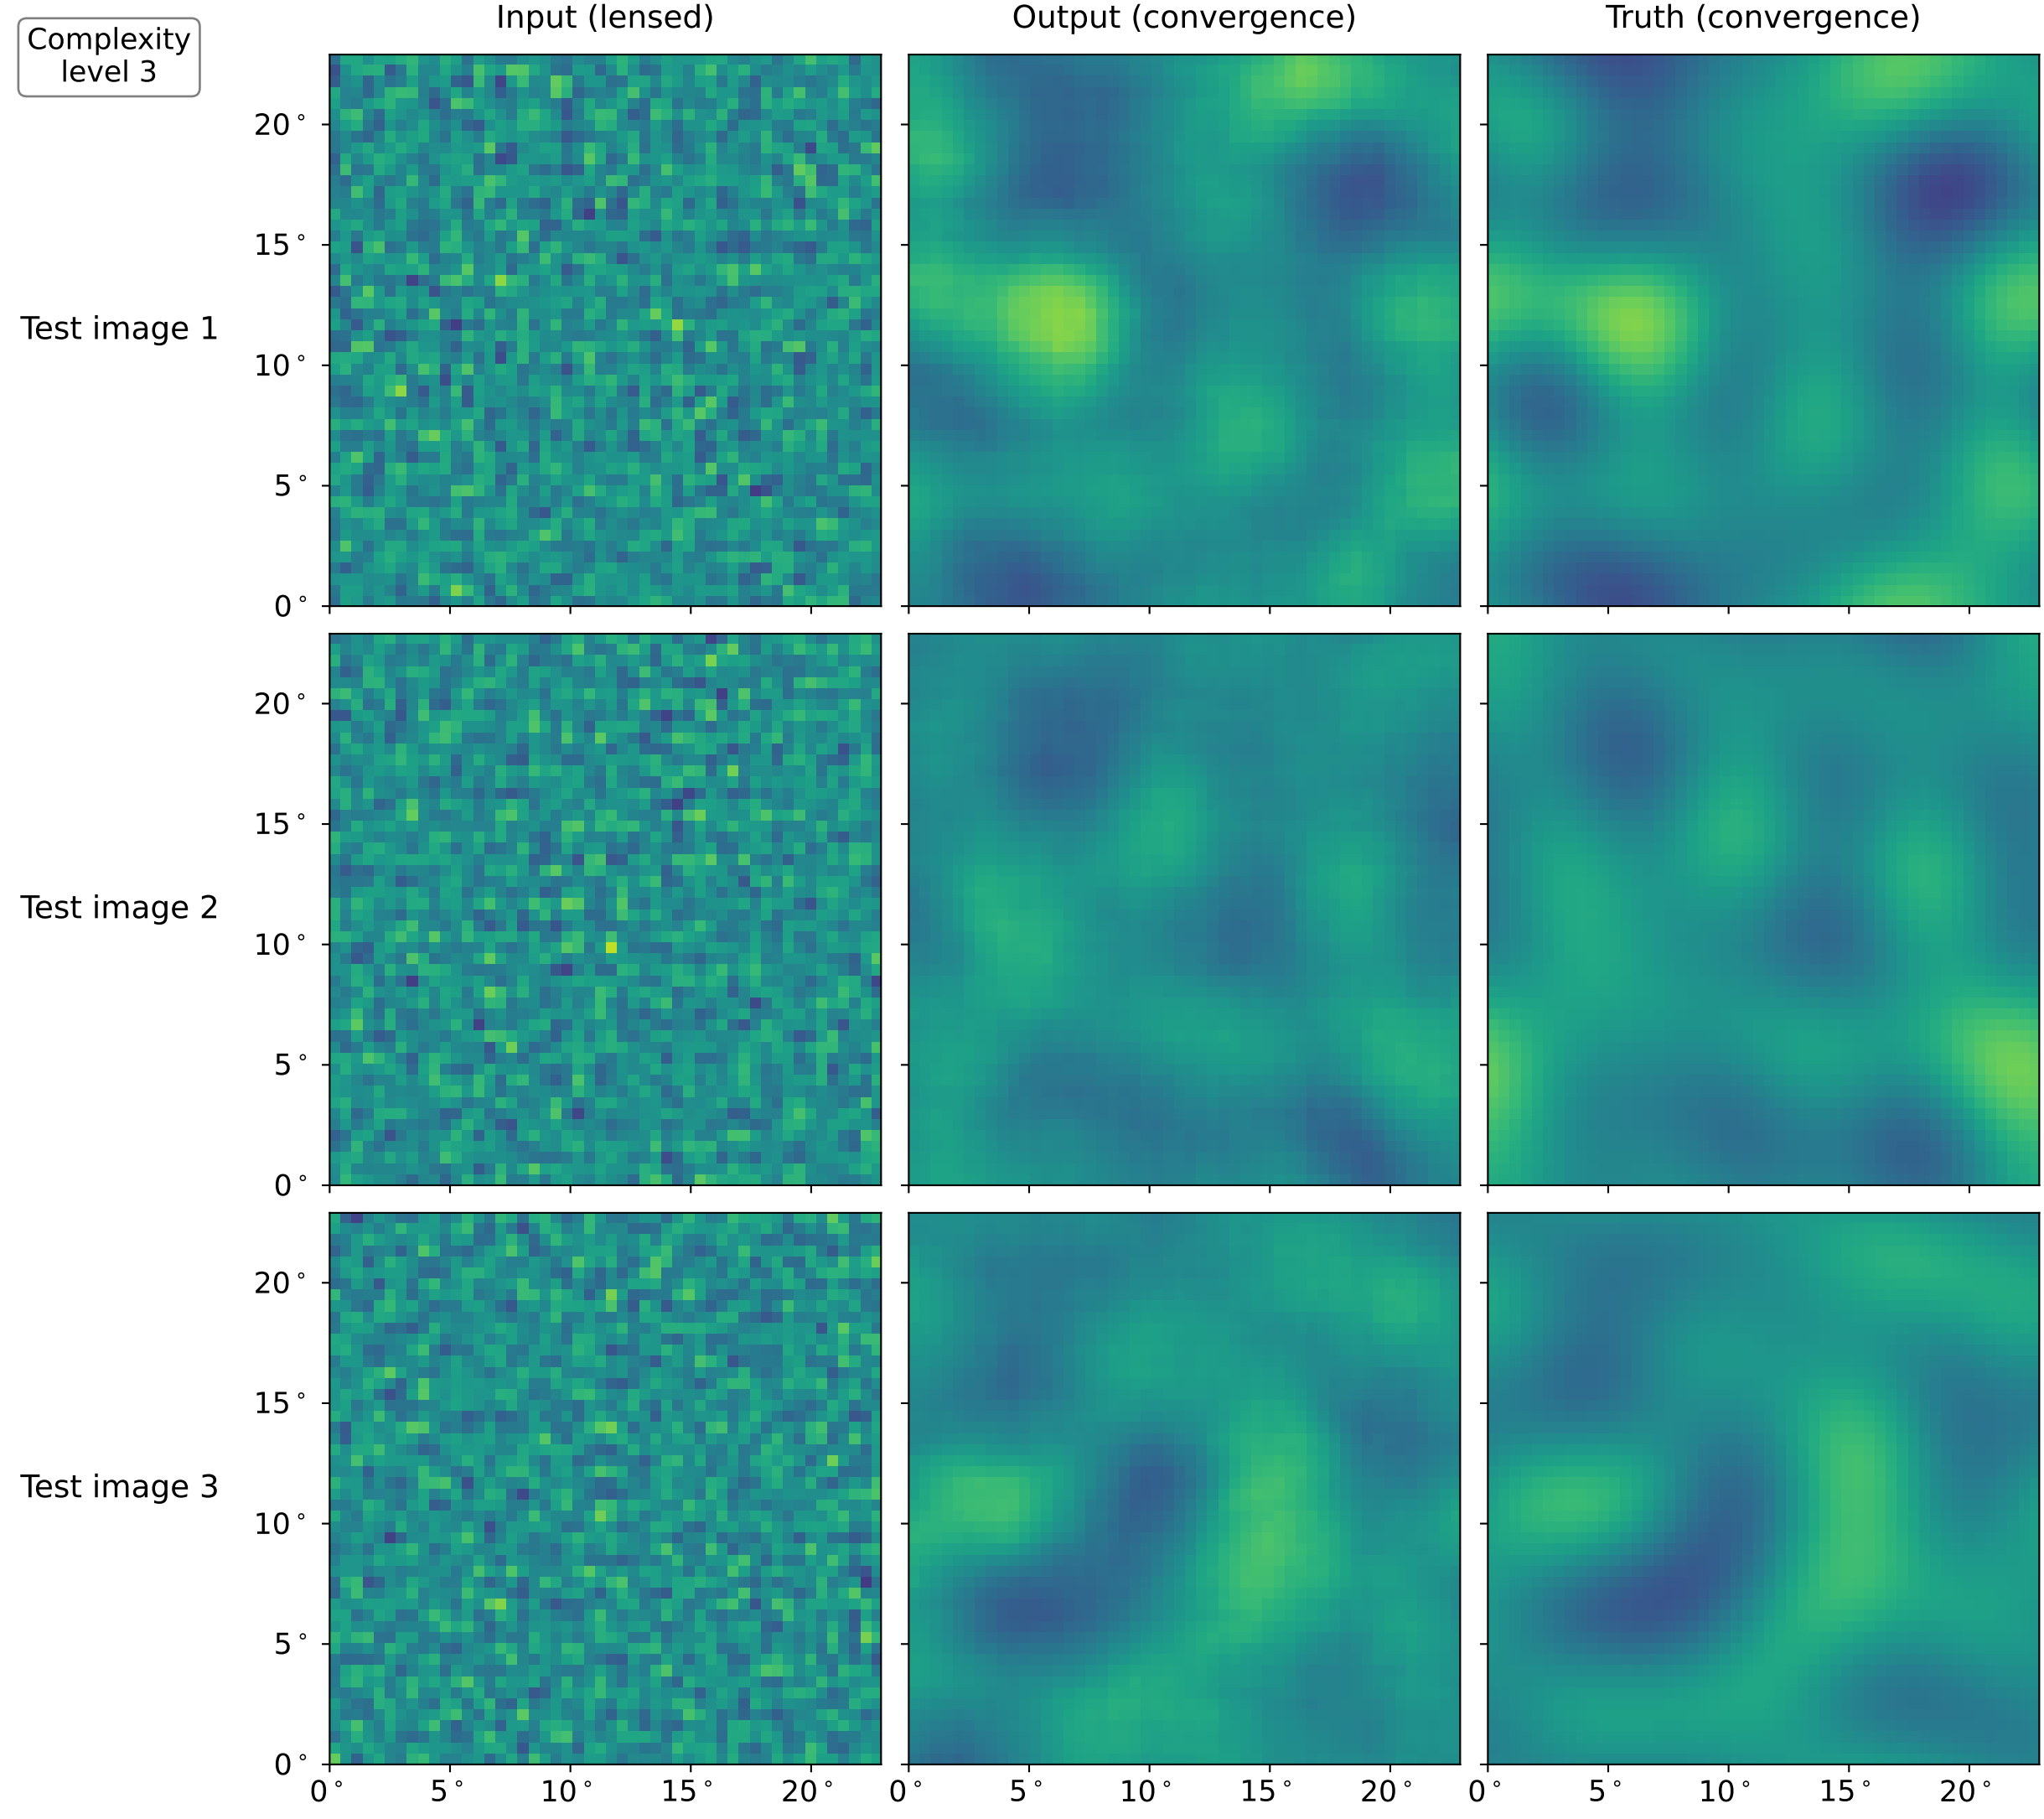 Complexity
level 3
Input (lensed)
Output (convergence)
Truth (convergence)
Test image 1
20°
15°
10°
5°
0°
Test image 2
20°
15°
10°
5°
0°
Test image 3
20°
15°
10°
5°
0°
0° 5° 10° 15° 20°
0° 5° 10° 15° 20°
0° 5° 10° 15° 20°